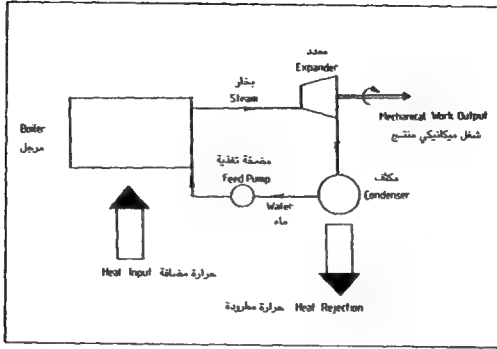 ممدد
Expander
بخار
Steam
Mechanical Work Output
شغل ميكانيكي منتج
Boiler
مرجل
مضخة تغذية
Feed Pump
مكثف
Condenser
Water
ماء
Heat Input حرارة مضافة
حرارة مطرودة Heat Rejection